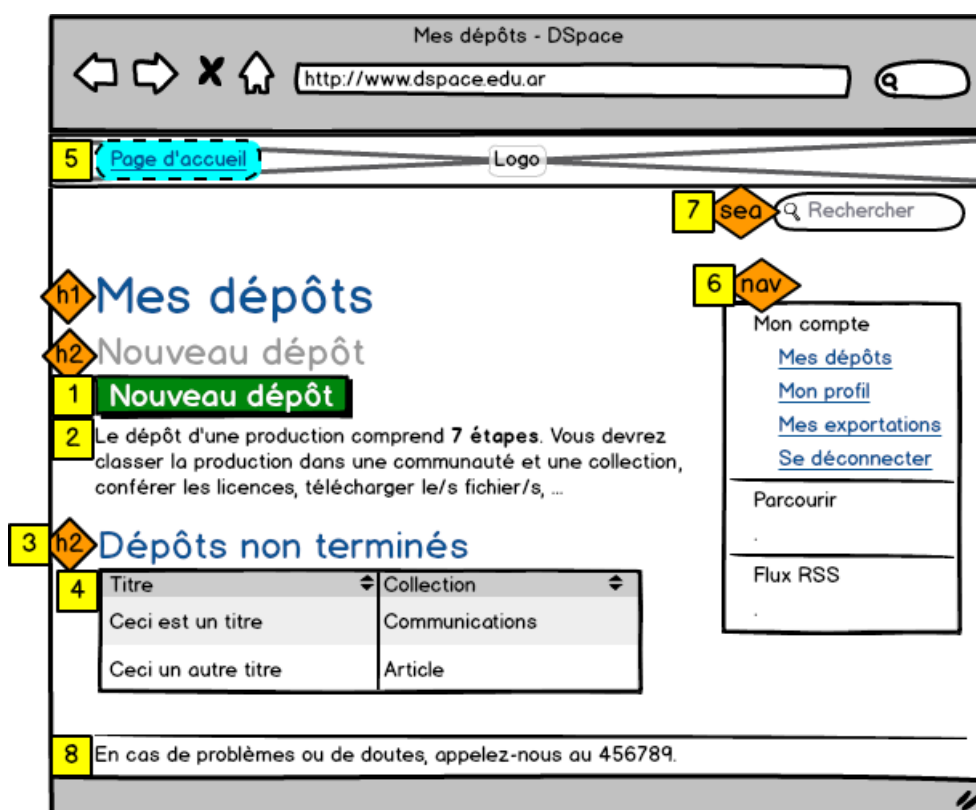 Mes dépôts - DSpace
http://www.dspace.edu.ar
5 Page d'accueil Logo
7 sea Rechercher
h1 Mes dépôts
h2 Nouveau dépôt
1 Nouveau dépôt
2 Le dépôt d'une production comprend 7 étapes. Vous devrez
classer la production dans une communauté et une collection,
conférer les licences, télécharger le/s fichier/s, ...
3 h2 Dépôts non terminés
4 Titre Collection
Ceci est un titre Communications
Ceci un autre titre Article
6 nav
Mon compte
Mes dépôts
Mon profil
Mes exportations
Se déconnecter
Parcourir
.
Flux RSS
.
8 En cas de problèmes ou de doutes, appelez-nous au 456789.